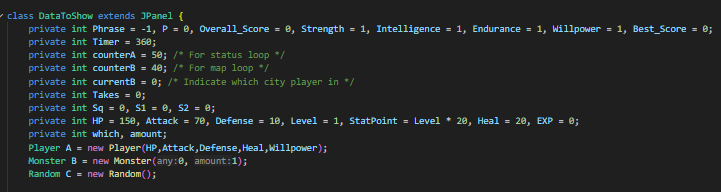 class DataToShow extends JPanel {
private int Phrase = -1, P = 0, Overall_Score = 0, Strength = 1, Intelligence = 1, Endurance = 1, Willpower = 1, Best_Score = 0;
private int Timer = 360;
private int counterA = 50; /* For status loop */
private int counterB = 40; /* For map loop */
private int currentB = 0; /* Indicate which city player in */
private int Takes = 0;
private int Sq = 0, S1 = 0, S2 = 0;
private int HP = 150, Attack = 70, Defense = 10, Level = 1, StatPoint = Level * 20, Heal = 20, EXP = 0;
private int which, amount;
Player A = new Player(HP,Attack,Defense,Heal,Willpower);
Monster B = new Monster(any:0, amount:1);
Random C = new Random();